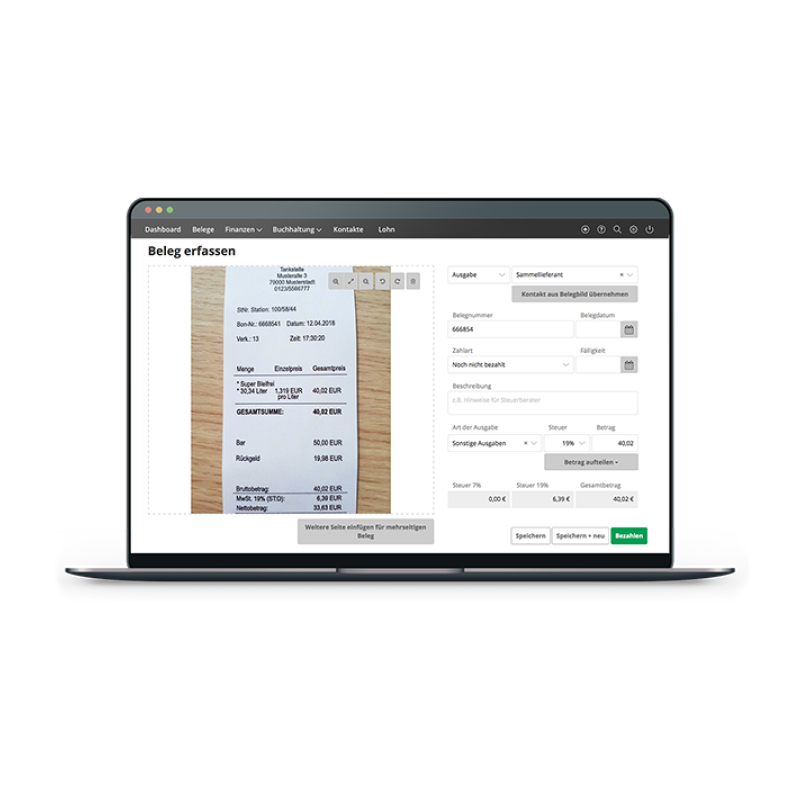 Dashboard Belege Finanzen Buchhaltung Kontakte Lohn
Beleg erfassen
Tankstelle
Musterstraße 3
79000 Musterstadt
0123/5566777
StNr. Station: 100/58/44
Bon-Nr.: 6668541 Datum: 12.04.2018
Verk.: 13 Zeit: 17:30:20
Menge Einzelpreis Gesamtpreis
* Super Bleifrei
* 30,34 Liter 1,319 EUR 40,02 EUR
pro Liter
GESAMTSUMME: 40,02 EUR
Bar 50,00 EUR
Rückgeld 19,98 EUR
Bruttobetrag: 40,02 EUR
MwSt. 19% (ST:D): 6,39 EUR
Nettobetrag: 33,63 EUR
Weitere Seite einfügen für mehrseitigen
Beleg
Ausgabe Sammellieferant
Kontakt aus Belegbild übernehmen
Belegnummer Belegdatum
666854
Zahlart Fälligkeit
Noch nicht bezahlt
Beschreibung
z.B. Hinweise für Steuerberater
Art der Ausgabe Steuer Betrag
Sonstige Ausgaben 19% 40,02
Betrag aufteilen +
Steuer 7% Steuer 19% Gesamtbetrag
0,00 € 6,39 € 40,02 €
Speichern Speichern + neu Bezahlen